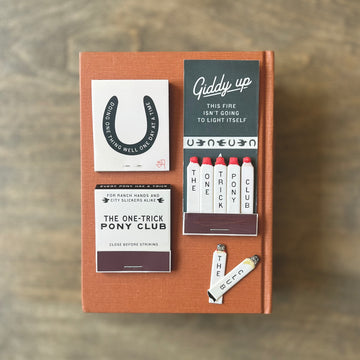 DOING ONE THING WELL ONE DAY AT A TIME
Giddy up
THIS FIRE
ISN'T GOING
TO LIGHT ITSELF
THE
ONE
TRICK
PONY
CLUB
EVERY PONY HAS A TRICK
FOR RANCH HANDS AND
CITY SLICKERS ALIKE
THE ONE-TRICK
PONY CLUB
CLOSE BEFORE STRIKING
THE
CLUB